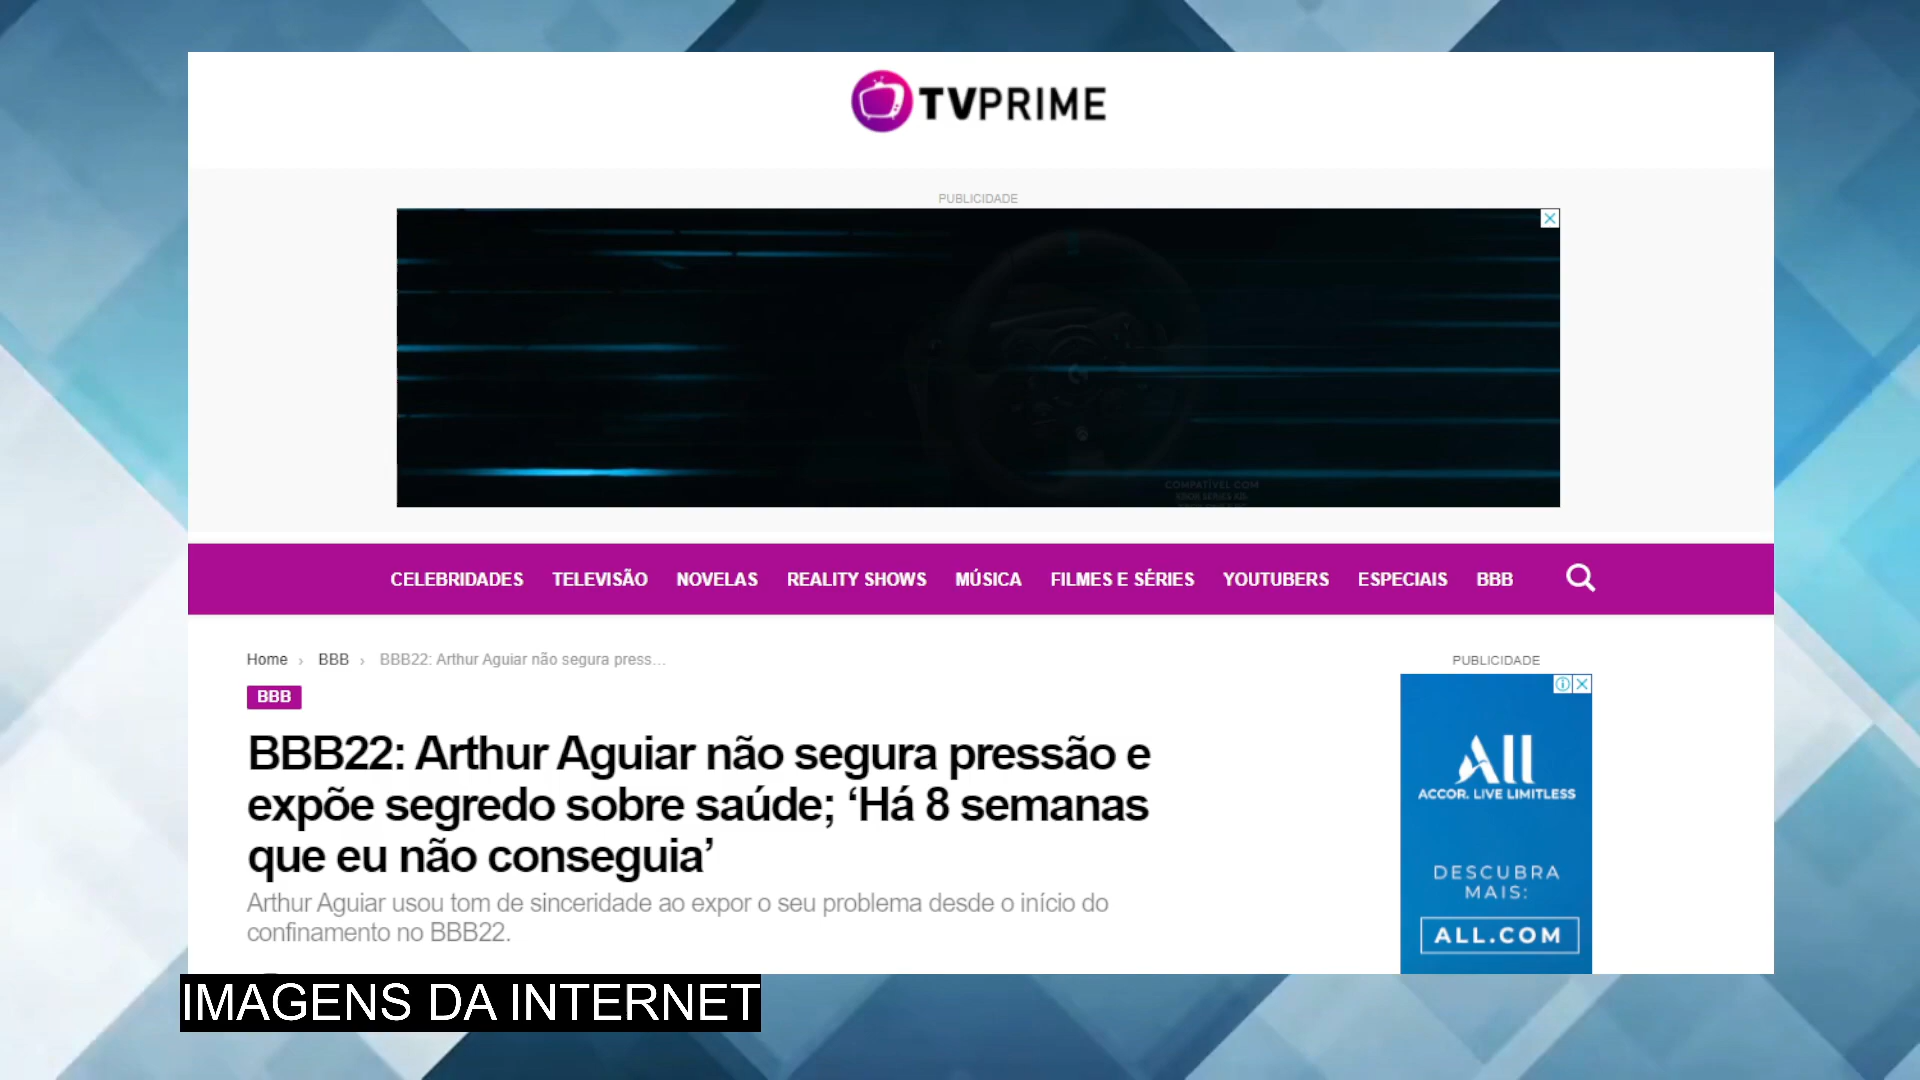 TVPRIME
PUBLICIDADE
COMPATÍVEL COM
CELEBRIDADES TELEVISÃO NOVELAS REALITY SHOWS MÚSICA FILMES E SÉRIES YOUTUBERS ESPECIAIS BBB
Home › BBB › BBB22: Arthur Aguiar não segura press...
BBB
BBB22: Arthur Aguiar não segura pressão e
expõe segredo sobre saúde; ‘Há 8 semanas
que eu não conseguia’
Arthur Aguiar usou tom de sinceridade ao expor o seu problema desde o início do
confinamento no BBB22.
PUBLICIDADE
ALL
ACCOR. LIVE LIMITLESS
DESCUBRA
MAIS:
ALL.COM
IMAGENS DA INTERNET